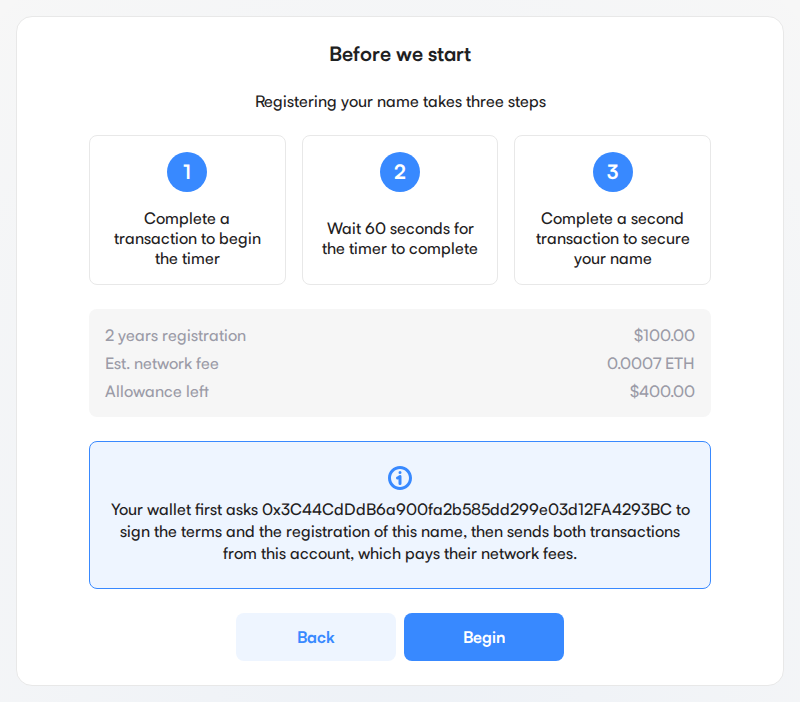 Before we start
Registering your name takes three steps
1
Complete a
transaction to begin
the timer
2
Wait 60 seconds for
the timer to complete
3
Complete a second
transaction to secure
your name
2 years registration $100.00
Est. network fee 0.0007 ETH
Allowance left $400.00
Your wallet first asks 0x3C44CdDdB6a900fa2b585dd299e03d12FA4293BC to
sign the terms and the registration of this name, then sends both transactions
from this account, which pays their network fees.
Back Begin